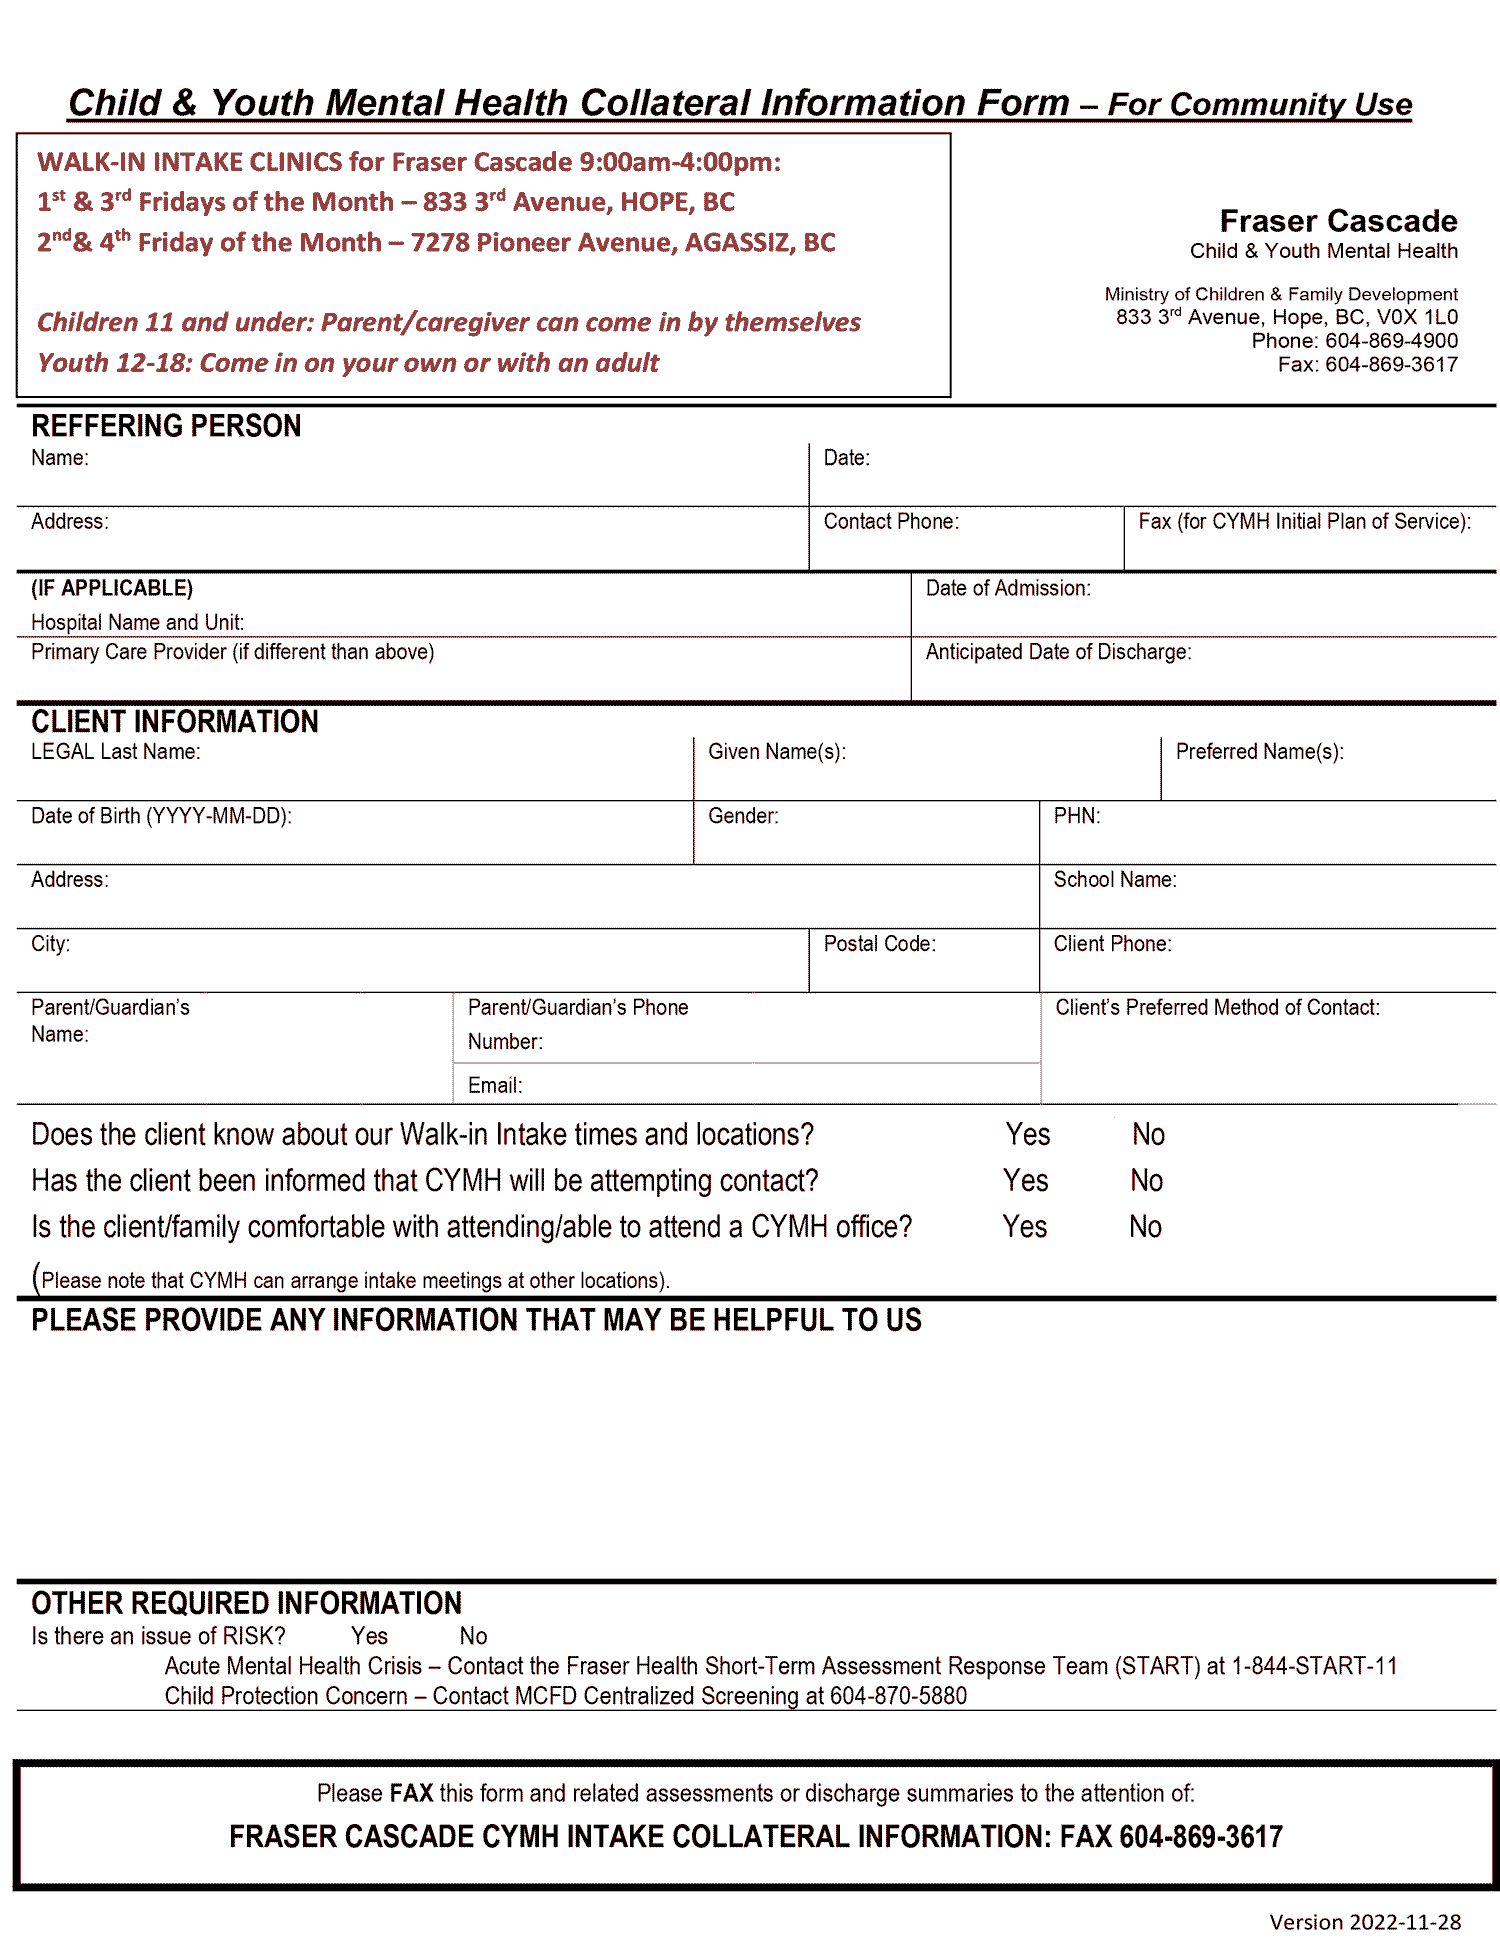 Child & Youth Mental Health Collateral Information Form – For Community Use
WALK-IN INTAKE CLINICS for Fraser Cascade 9:00am-4:00pm:
1st & 3rd Fridays of the Month – 833 3rd Avenue, HOPE, BC
2nd& 4th Friday of the Month – 7278 Pioneer Avenue, AGASSIZ, BC
Children 11 and under: Parent/caregiver can come in by themselves
Youth 12-18: Come in on your own or with an adult
Fraser Cascade
Child & Youth Mental Health
Ministry of Children & Family Development
833 3rd Avenue, Hope, BC, V0X 1L0
Phone: 604-869-4900
Fax: 604-869-3617
REFFERING PERSON
Name: Date:
Address: Contact Phone: Fax (for CYMH Initial Plan of Service):
(IF APPLICABLE) Date of Admission:
Hospital Name and Unit:
Primary Care Provider (if different than above) Anticipated Date of Discharge:
CLIENT INFORMATION
LEGAL Last Name: Given Name(s): Preferred Name(s):
Date of Birth (YYYY-MM-DD): Gender: PHN:
Address: School Name:
City: Postal Code: Client Phone:
Parent/Guardian's Parent/Guardian's Phone Client's Preferred Method of Contact:
Name: Number:
Email:
Does the client know about our Walk-in Intake times and locations? Yes No
Has the client been informed that CYMH will be attempting contact? Yes No
Is the client/family comfortable with attending/able to attend a CYMH office? Yes No
(Please note that CYMH can arrange intake meetings at other locations).
PLEASE PROVIDE ANY INFORMATION THAT MAY BE HELPFUL TO US
OTHER REQUIRED INFORMATION
Is there an issue of RISK? Yes No
Acute Mental Health Crisis – Contact the Fraser Health Short-Term Assessment Response Team (START) at 1-844-START-11
Child Protection Concern – Contact MCFD Centralized Screening at 604-870-5880
Please FAX this form and related assessments or discharge summaries to the attention of:
FRASER CASCADE CYMH INTAKE COLLATERAL INFORMATION: FAX 604-869-3617
Version 2022-11-28